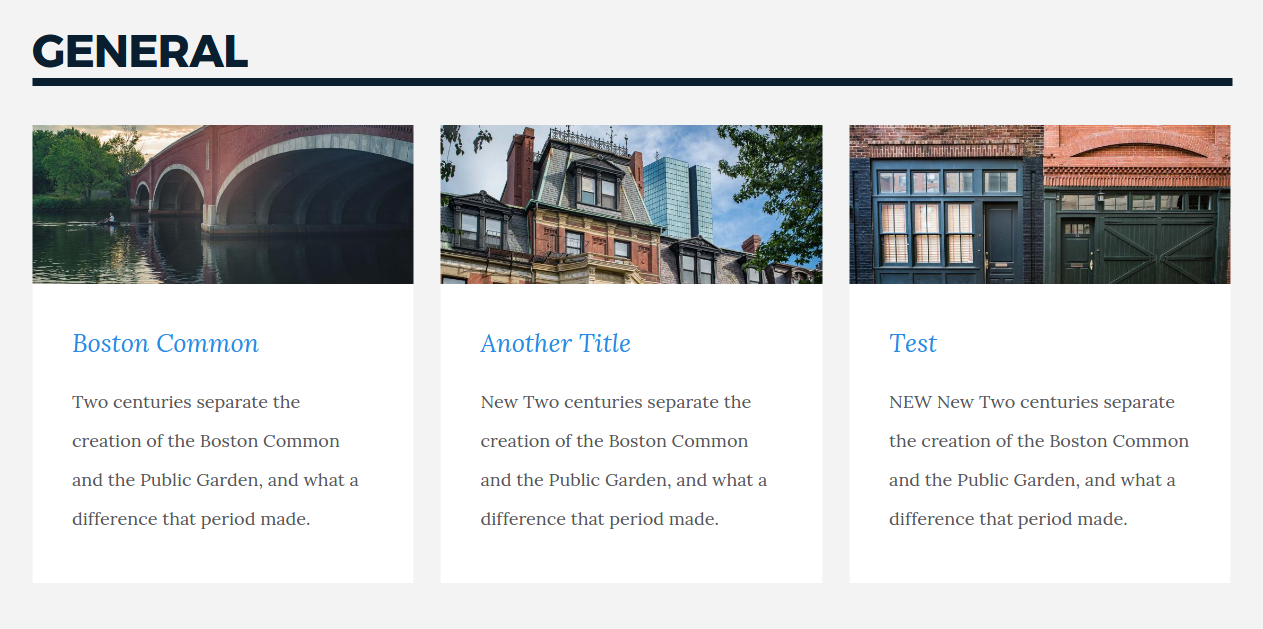 GENERAL
Boston Common
Two centuries separate the
creation of the Boston Common
and the Public Garden, and what a
difference that period made.
Another Title
New Two centuries separate the
creation of the Boston Common
and the Public Garden, and what a
difference that period made.
Test
NEW New Two centuries separate
the creation of the Boston Common
and the Public Garden, and what a
difference that period made.